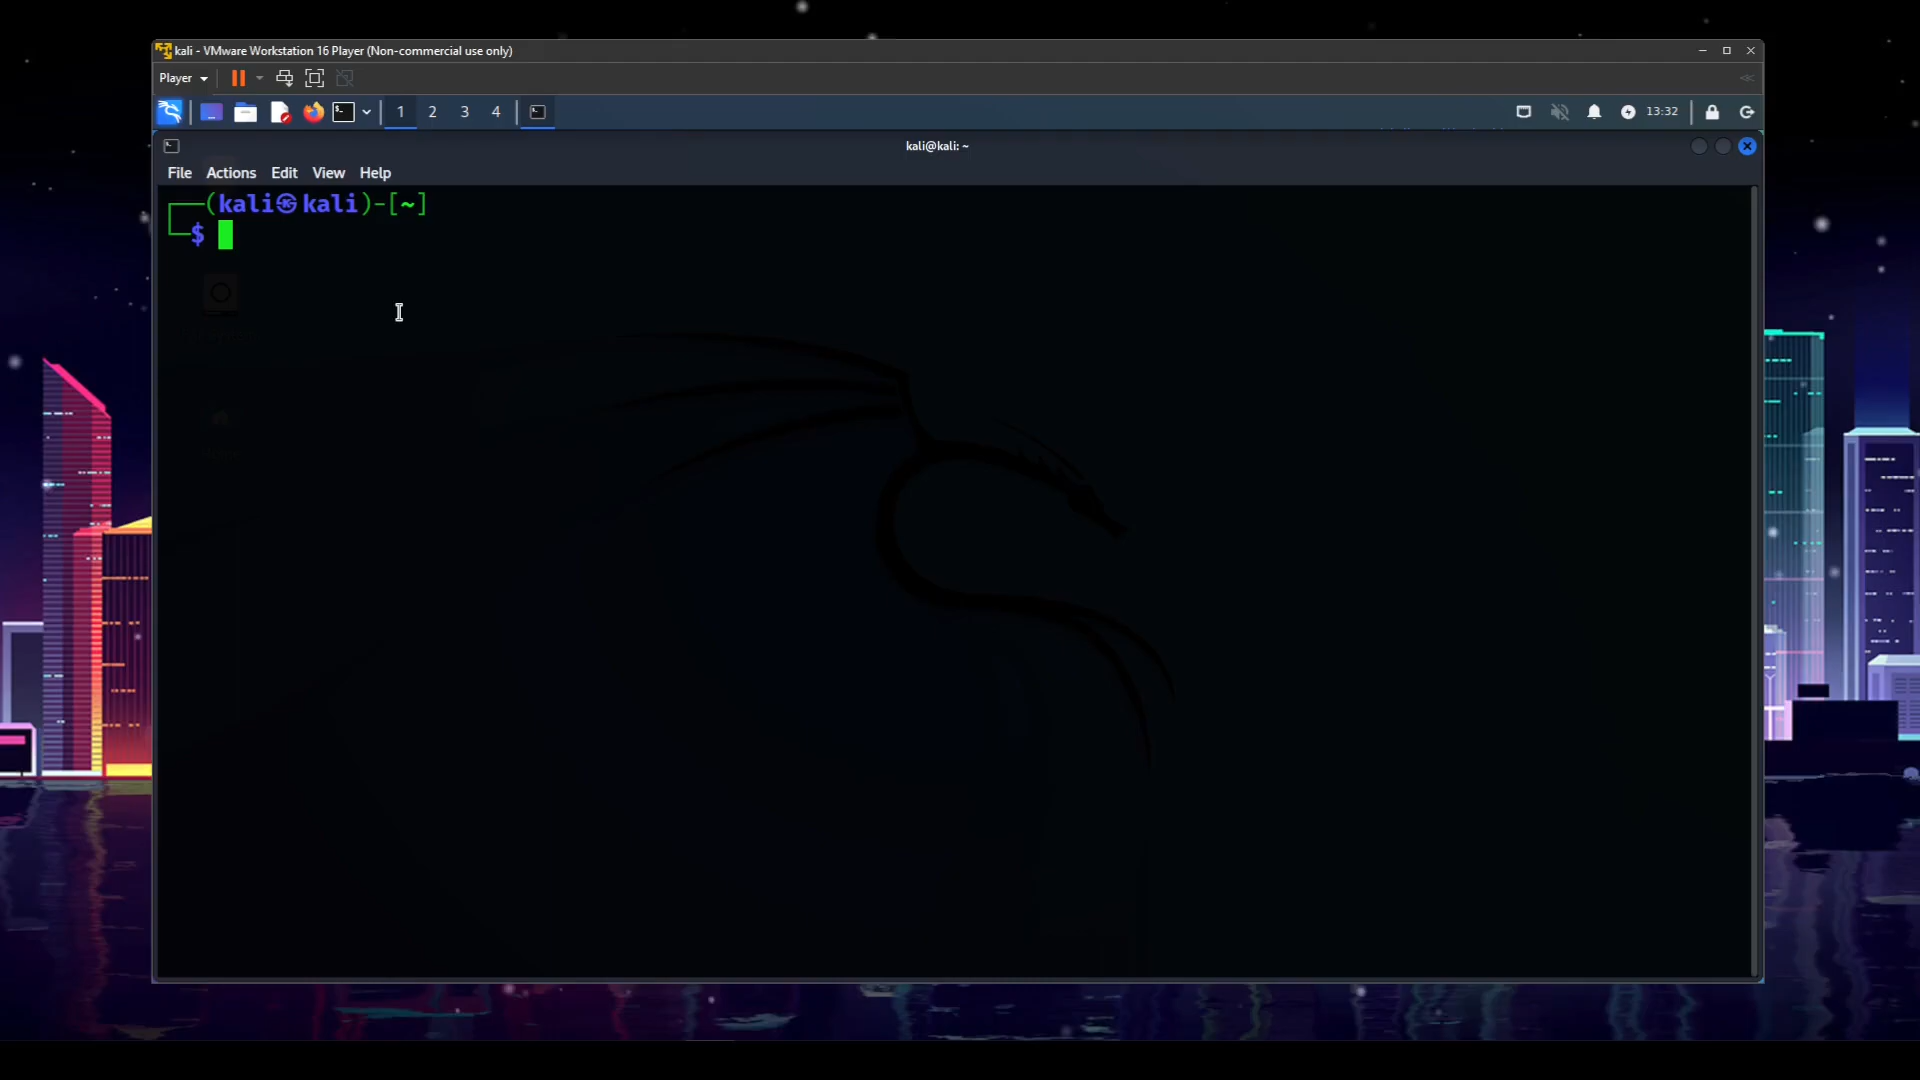 kali - VMware Workstation 16 Player (Non-commercial use only)
Player
1 2 3 4 13:32
kali@kali: ~
File Actions Edit View Help
┌──(kali㉿kali)-[~]
└─$